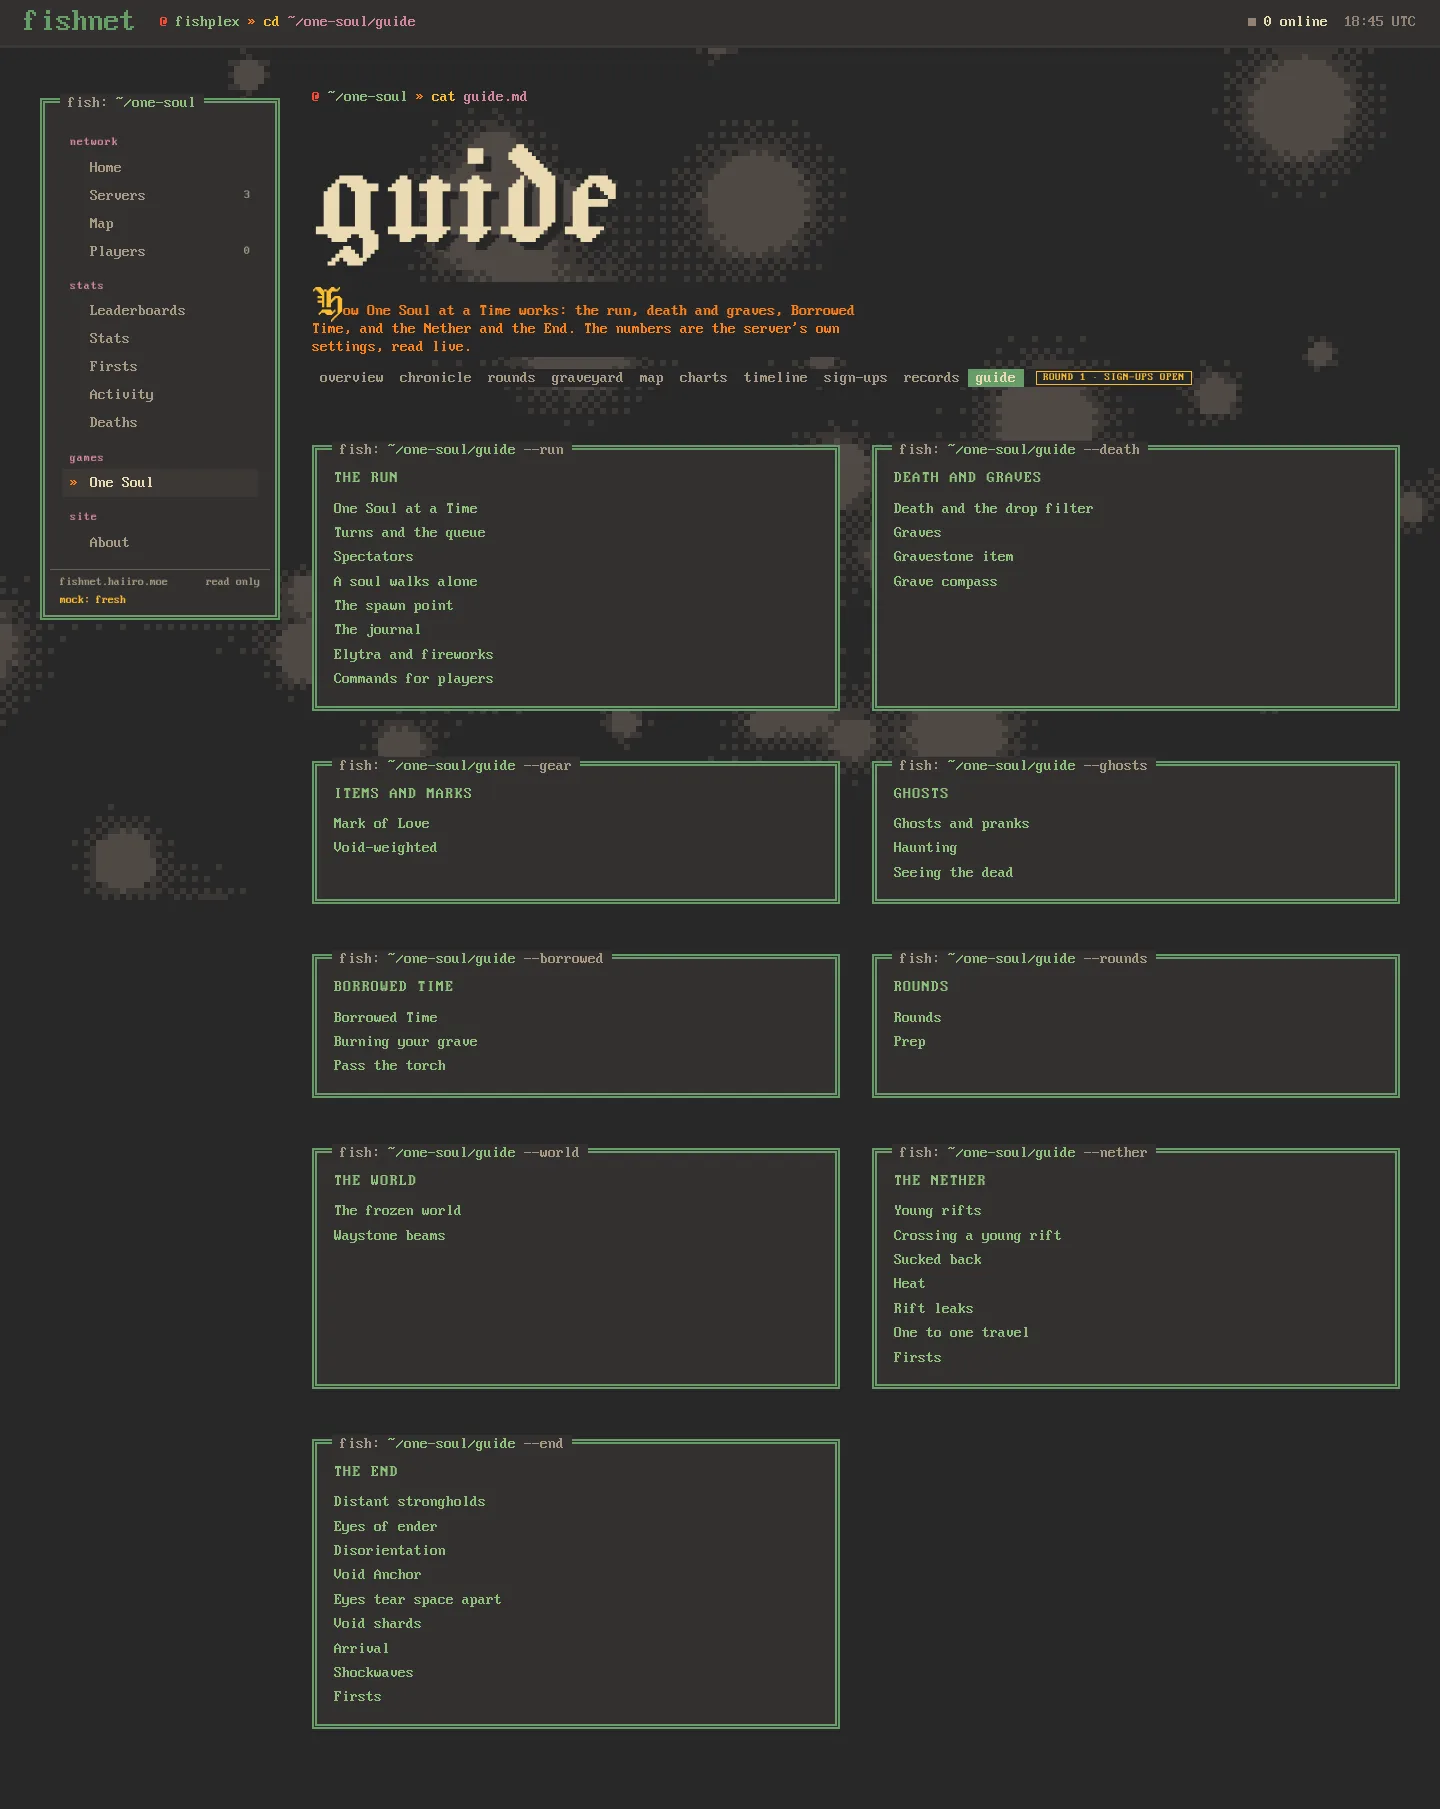 fishnet
@ fishplex » cd ~/one-soul/guide
0 online 18:45 UTC
fish: ~/one-soul
network
Home
Servers 3
Map
Players 0
stats
Leaderboards
Stats
Firsts
Activity
Deaths
games
» One Soul
site
About
fishnet.haiiro.moe read only
mock: fresh
@ ~/one-soul » cat guide.md
guide
How One Soul at a Time works: the run, death and graves, Borrowed
Time, and the Nether and the End. The numbers are the server's own
settings, read live.
overview chronicle rounds graveyard map charts timeline sign-ups records guide ROUND 1 · SIGN-UPS OPEN
fish: ~/one-soul/guide --run
THE RUN
One Soul at a Time
Turns and the queue
Spectators
A soul walks alone
The spawn point
The journal
Elytra and fireworks
Commands for players
fish: ~/one-soul/guide --death
DEATH AND GRAVES
Death and the drop filter
Graves
Gravestone item
Grave compass
fish: ~/one-soul/guide --gear
ITEMS AND MARKS
Mark of Love
Void-weighted
fish: ~/one-soul/guide --ghosts
GHOSTS
Ghosts and pranks
Haunting
Seeing the dead
fish: ~/one-soul/guide --borrowed
BORROWED TIME
Borrowed Time
Burning your grave
Pass the torch
fish: ~/one-soul/guide --rounds
ROUNDS
Rounds
Prep
fish: ~/one-soul/guide --world
THE WORLD
The frozen world
Waystone beams
fish: ~/one-soul/guide --nether
THE NETHER
Young rifts
Crossing a young rift
Sucked back
Heat
Rift leaks
One to one travel
Firsts
fish: ~/one-soul/guide --end
THE END
Distant strongholds
Eyes of ender
Disorientation
Void Anchor
Eyes tear space apart
Void shards
Arrival
Shockwaves
Firsts